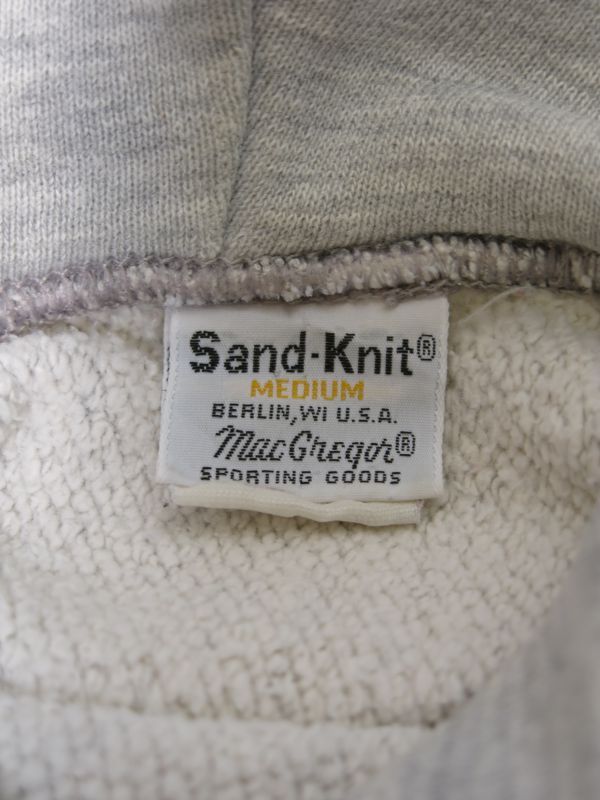 Sand-Knit®
MEDIUM
BERLIN, WI U.S.A.
MacGregor®
SPORTING GOODS